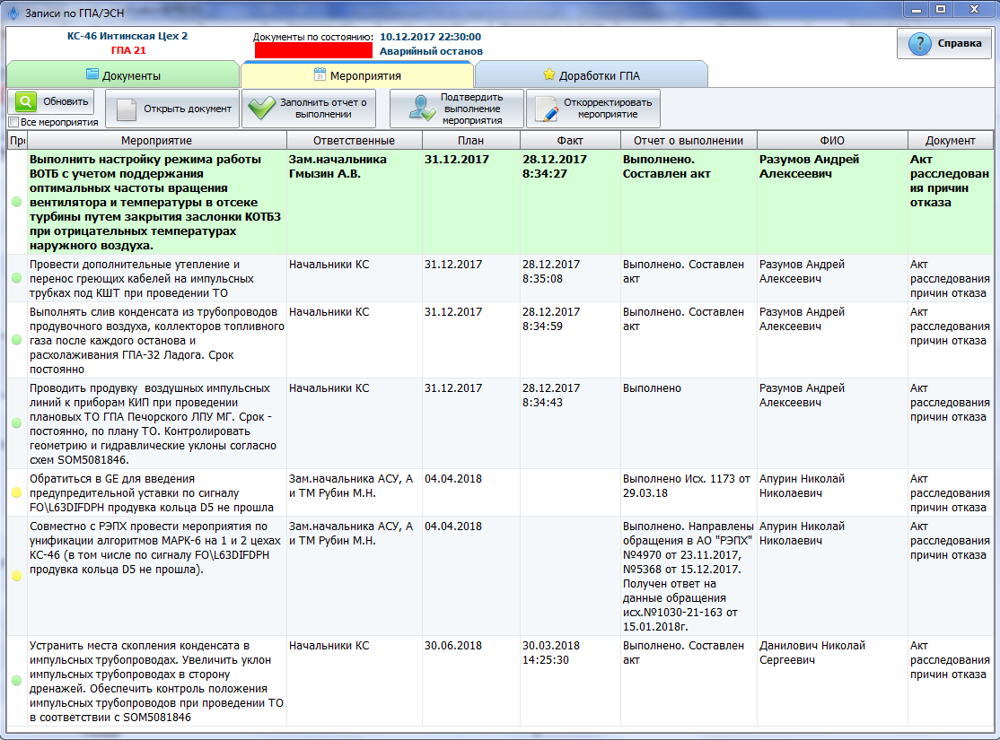 Записи по ГПА/ЭСН
КС-46 Интинская Цех 2
ГПА 21
Документы по состоянию: 10.12.2017 22:30:00
Аварийный останов
Справка
Документы
Мероприятия
Доработки ГПА
Обновить
Все мероприятия
Открыть документ
Заполнить отчет о
выполнении
Подтвердить
выполнение
мероприятия
Откорректировать
мероприятие
Мероприятие
Ответственные
План
Факт
Отчет о выполнении
ФИО
Документ
Выполнить настройку режима работы
ВОТБ с учетом поддержания
оптимальных частоты вращения
вентилятора и температуры в отсеке
турбины путем закрытия заслонки КОТБЗ
при отрицательных температурах
наружного воздуха.
Зам.начальника
Гмызин А.В.
31.12.2017
28.12.2017
8:34:27
Выполнено.
Составлен акт
Разумов Андрей
Алексеевич
Акт
расследован
ия причин
отказа
Провести дополнительные утепление и
перенос греющих кабелей на импульсных
трубках под КШТ при проведении ТО
Начальники КС
31.12.2017
28.12.2017
8:35:08
Выполнено. Составлен
акт
Разумов Андрей
Алексеевич
Акт
расследования
причин отказа
Выполнять слив конденсата из трубопроводов
продувочного воздуха, коллекторов топливного
газа после каждого останова и
расхолаживания ГПА-32 Ладога. Срок
постоянно
Начальники КС
31.12.2017
28.12.2017
8:34:59
Выполнено. Составлен
акт
Разумов Андрей
Алексеевич
Акт
расследования
причин отказа
Проводить продувку  воздушных импульсных
линий к приборам КИП при проведении
плановых ТО ГПА Печорского ЛПУ МГ. Срок -
постоянно, по плану ТО. Контролировать
геометрию и гидравлические уклоны согласно
схем SOM5081846.
Начальники КС
31.12.2017
28.12.2017
8:34:43
Выполнено
Разумов Андрей
Алексеевич
Акт
расследования
причин отказа
Обратиться в GE для введения
предупредительной уставки по сигналу
FO\L63DIFDPH продувка кольца D5 не прошла
Зам.начальника АСУ, А
и ТМ Рубин М.Н.
04.04.2018
Выполнено Исх. 1173 от
29.03.18
Апурин Николай
Николаевич
Акт
расследования
причин отказа
Совместно с РЭПХ провести мероприятия по
унификации алгоритмов МАРК-6 на 1 и 2 цехах
КС-46 (в том числе по сигналу FO\L63DIFDPH
продувка кольца D5 не прошла).
Зам.начальника АСУ, А
и ТМ Рубин М.Н.
04.04.2018
Выполнено. Направлены
обращения в АО "РЭПХ"
№4970 от 23.11.2017,
№5368 от 15.12.2017.
Получен ответ на
данные обращения
исх.№1030-21-163 от
15.01.2018г.
Апурин Николай
Николаевич
Акт
расследования
причин отказа
Устранить места скопления конденсата в
импульсных трубопроводах. Увеличить уклон
импульсных трубопроводов в сторону
дренажей. Обеспечить контроль положения
импульсных трубопроводов при проведении ТО
в соответствии с SOM5081846
Начальники КС
30.06.2018
30.03.2018
14:25:30
Выполнено. Составлен
акт
Данилович Николай
Сергеевич
Акт
расследования
причин отказа